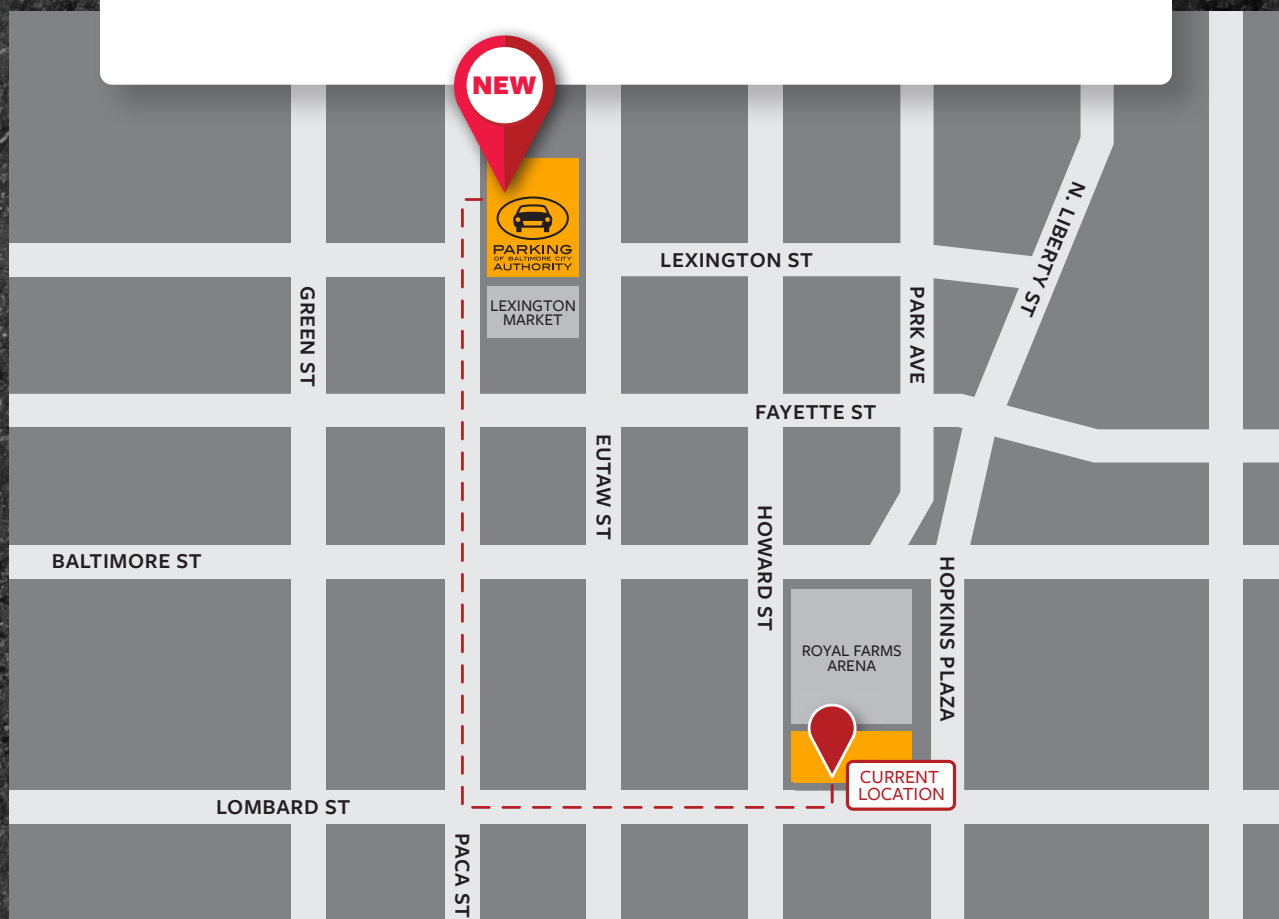 NEW
PARKING
OF BALTIMORE CITY
AUTHORITY
LEXINGTON
MARKET
LEXINGTON ST
N. LIBERTY ST
GREEN ST
PARK AVE
FAYETTE ST
EUTAW ST
HOWARD ST
BALTIMORE ST
HOPKINS PLAZA
ROYAL FARMS
ARENA
CURRENT
LOCATION
LOMBARD ST
PACA ST